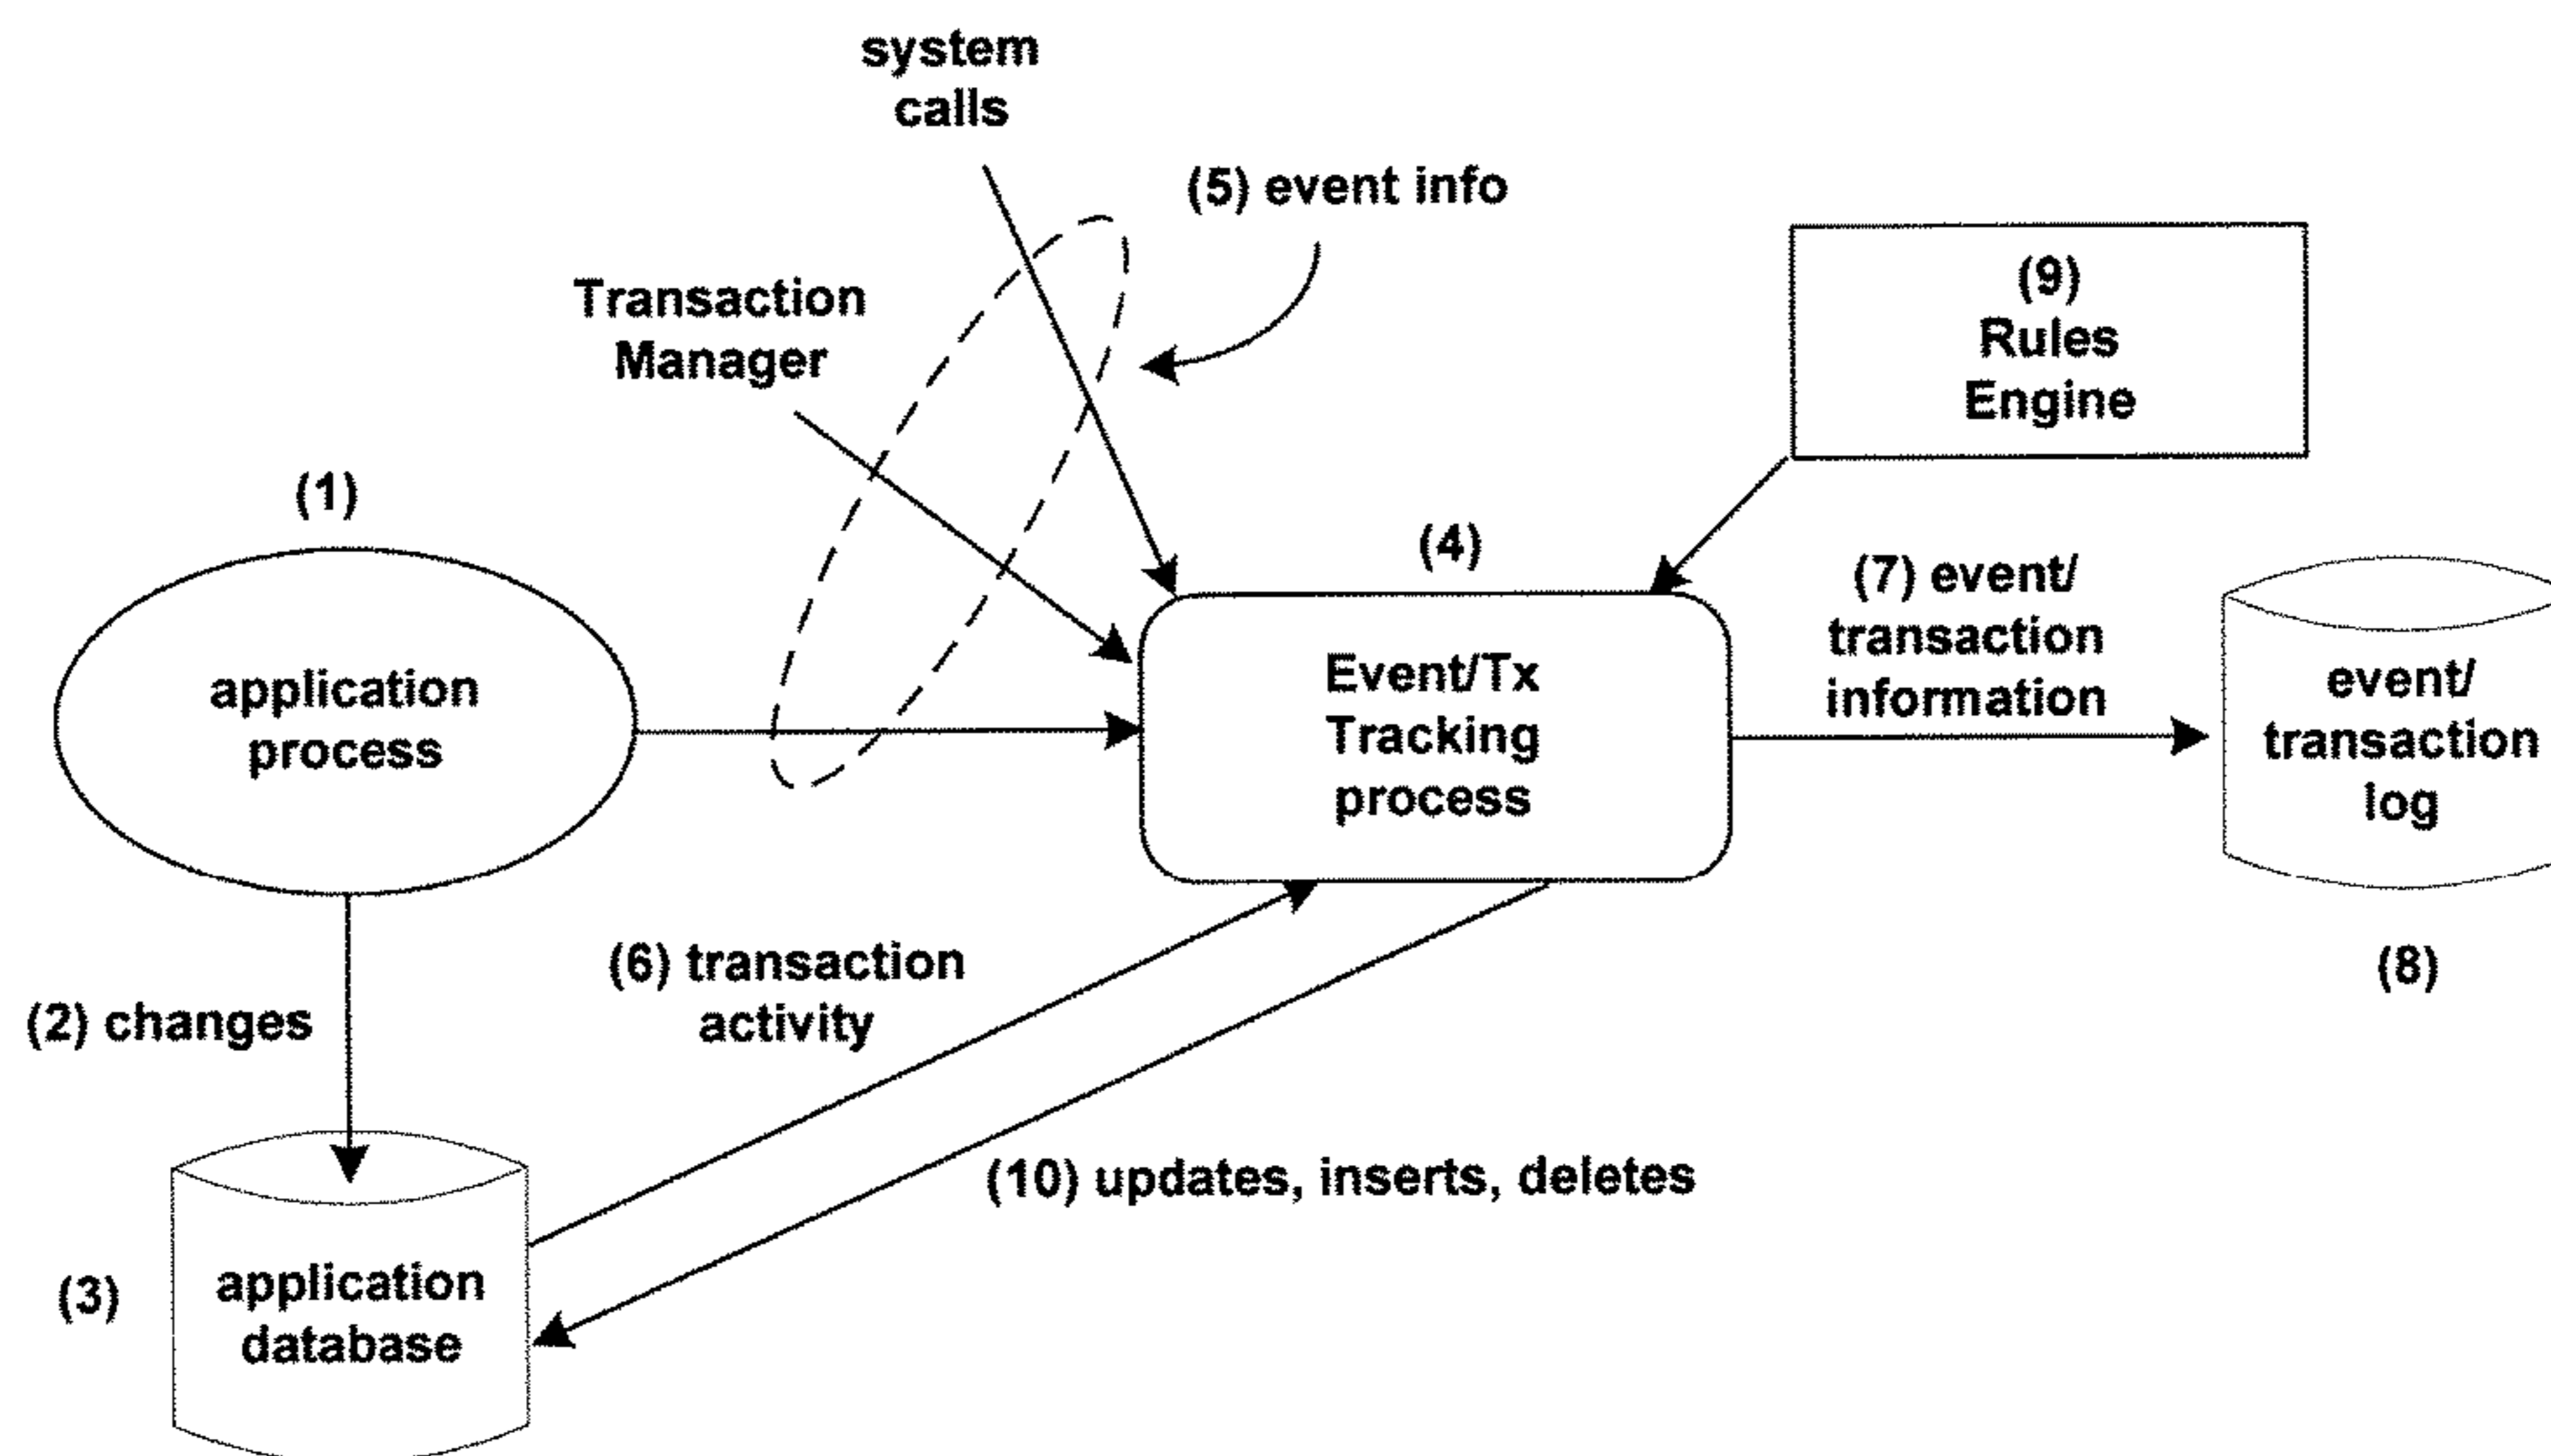 system
calls
(5) event info
Transaction
Manager
(9)
Rules
Engine
(1)
(4)
(7) event/
transaction
information
application
process
Event/Tx
Tracking
process
event/
transaction
log
(6) transaction
activity
(8)
(2) changes
(10) updates, inserts, deletes
(3)
application
database